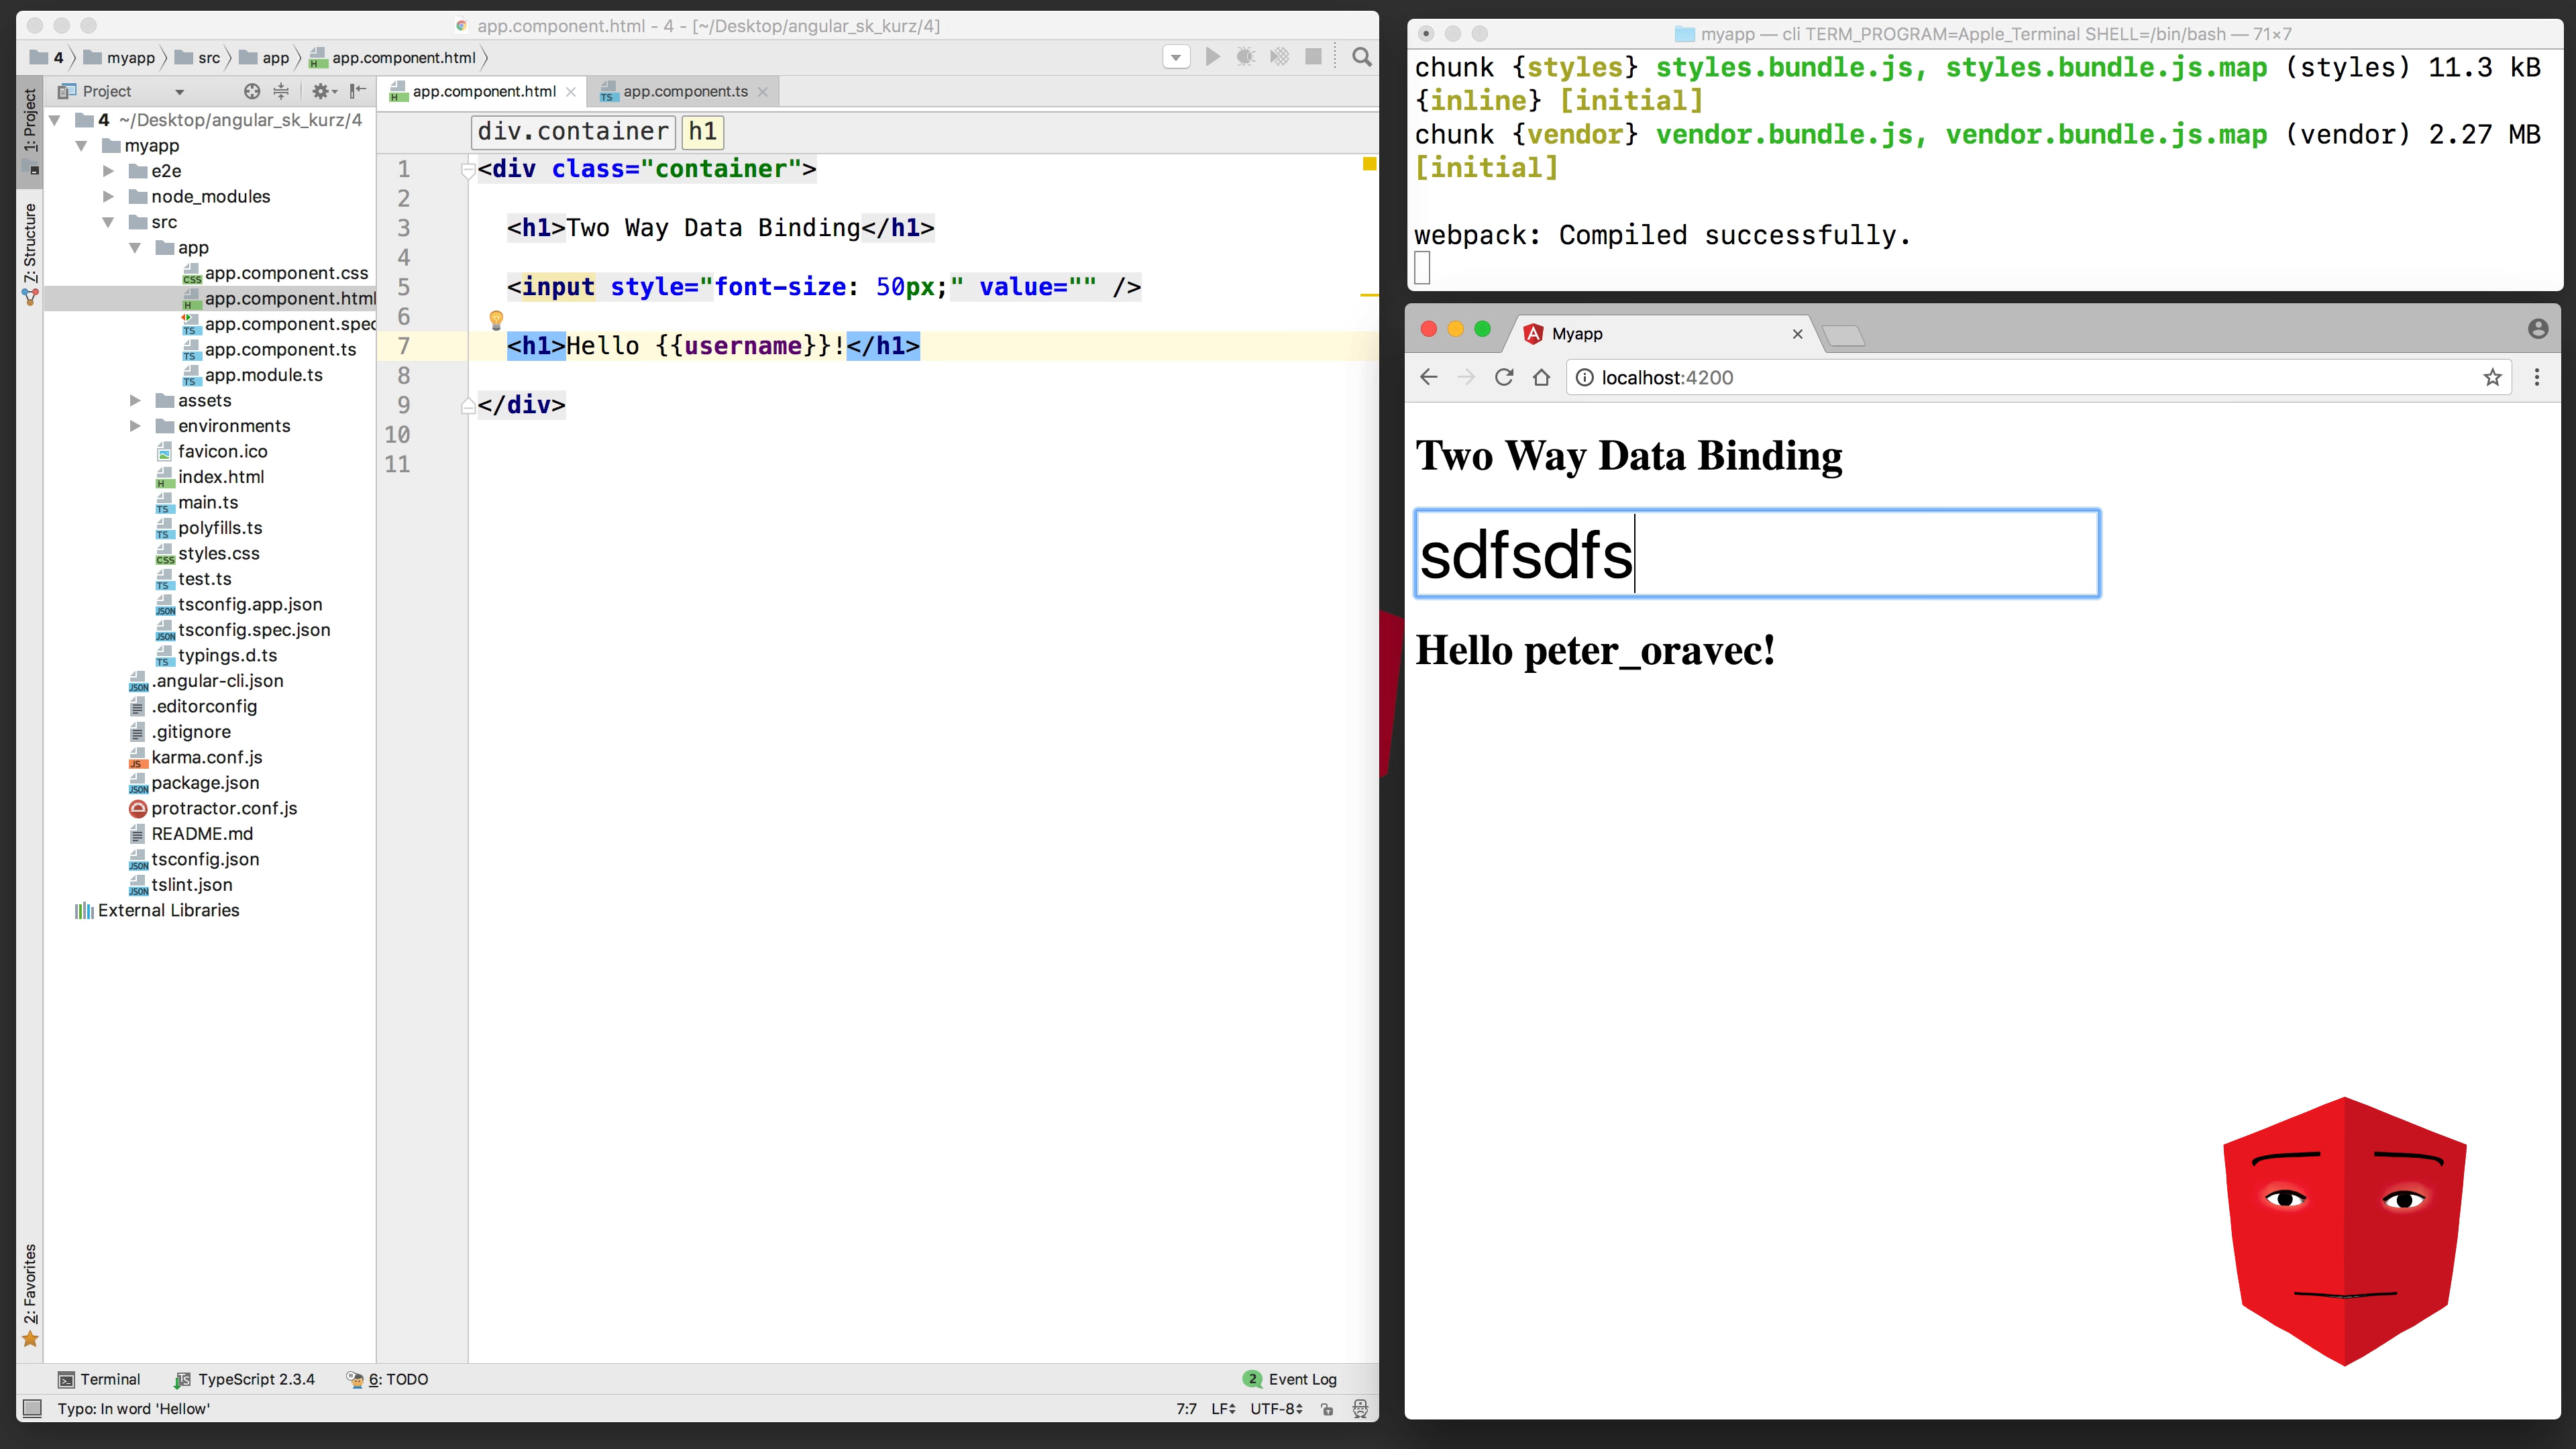 app.component.html - 4 - [~/Desktop/angular_sk_kurz/4]
4 myapp src app app.component.html
1: Project
Z: Structure
2: Favorites
Project
4 ~/Desktop/angular_sk_kurz/4
myapp
e2e
node_modules
src
app
app.component.css
app.component.html
app.component.spec
app.component.ts
app.module.ts
assets
environments
favicon.ico
index.html
main.ts
polyfills.ts
styles.css
test.ts
tsconfig.app.json
tsconfig.spec.json
typings.d.ts
.angular-cli.json
.editorconfig
.gitignore
karma.conf.js
package.json
protractor.conf.js
README.md
tsconfig.json
tslint.json
External Libraries
app.component.html app.component.ts
div.container h1
1 <div class="container">
2
3 <h1>Two Way Data Binding</h1>
4
5 <input style="font-size: 50px;" value="" />
6
7 <h1>Hello {{username}}!</h1>
8
9 </div>
10
11
Terminal TypeScript 2.3.4 6: TODO 2 Event Log
Typo: In word 'Hellow' 7:7 LF UTF-8
myapp — cli TERM_PROGRAM=Apple_Terminal SHELL=/bin/bash — 71×7
chunk {styles} styles.bundle.js, styles.bundle.js.map (styles) 11.3 kB
{inline} [initial]
chunk {vendor} vendor.bundle.js, vendor.bundle.js.map (vendor) 2.27 MB
[initial]
webpack: Compiled successfully.
Myapp
localhost:4200
Two Way Data Binding
sdfsdfs
Hello peter_oravec!